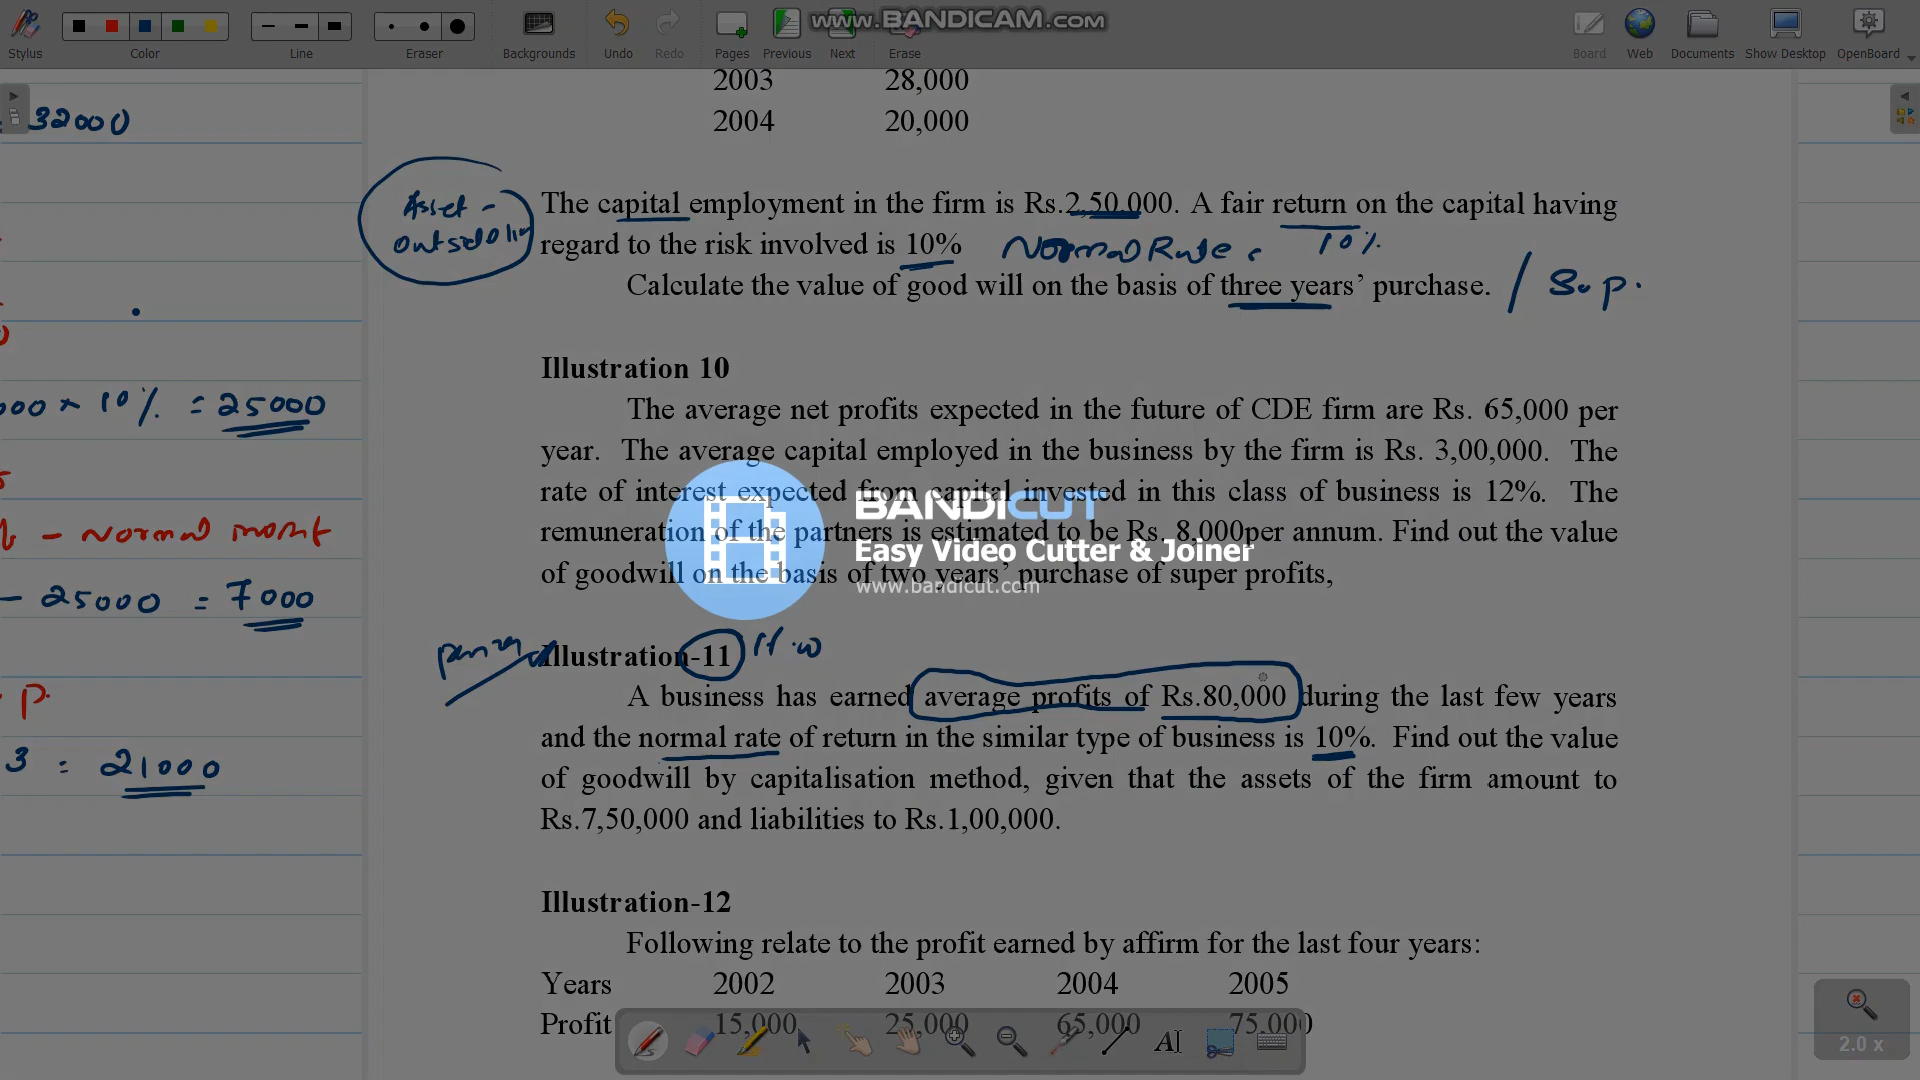 Stylus
Color
Line
Eraser
Backgrounds
Undo
Redo
Pages
Previous
Next
Erase
www.BANDICAM.com
Board
Web
Documents
Show Desktop
OpenBoard
2003 28,000
2004 20,000
32000
Asset -
The capital employment in the firm is Rs.2,50,000. A fair return on the capital having
regard to the risk involved is 10% Normal Rate 10%
Calculate the value of good will on the basis of three years’ purchase. / Su p.
Illustration 10
The average net profits expected in the future of CDE firm are Rs. 65,000 per
000 × 10% = 25000
year. The average capital employed in the business by the firm is Rs. 3,00,000. The
rate of interest expected from capital invested in this class of business is 12%. The
remuneration of the partners is estimated to be Rs. 8,000per annum. Find out the value
- Normal
of goodwill on the basis of two years’ purchase of super profits,
- 25000 = 7000
BANDICUT
Easy Video Cutter & Joiner
www.bandicut.com
Illustration-11 H.W
A business has earned average profits of Rs.80,000 during the last few years
P.
and the normal rate of return in the similar type of business is 10%. Find out the value
3 = 21000
of goodwill by capitalisation method, given that the assets of the firm amount to
Rs.7,50,000 and liabilities to Rs.1,00,000.
Illustration-12
Following relate to the profit earned by affirm for the last four years:
Years 2002 2003 2004 2005
Profit 15,000 25,000 65,000 75,000
2.0 x